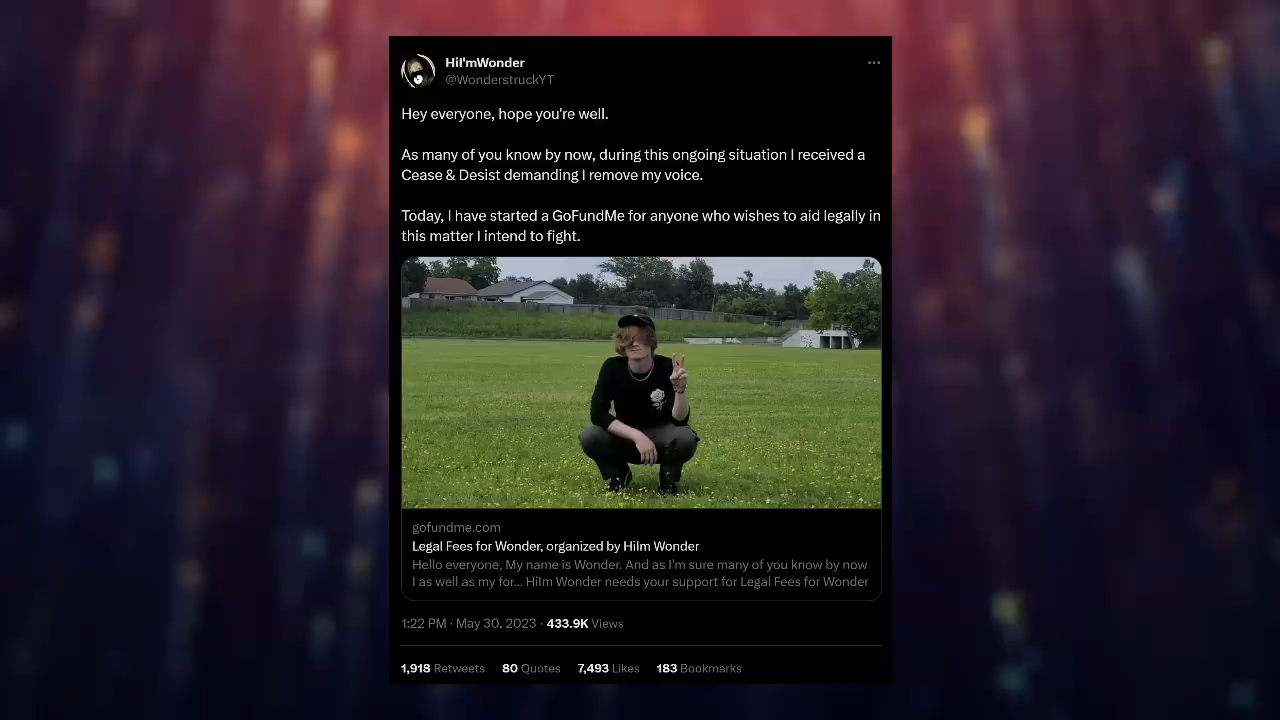 HiI'mWonder
@WonderstruckYT
Hey everyone, hope you're well.
As many of you know by now, during this ongoing situation I received a
Cease & Desist demanding I remove my voice.
Today, I have started a GoFundMe for anyone who wishes to aid legally in
this matter I intend to fight.
gofundme.com
Legal Fees for Wonder, organized by HiIm Wonder
Hello everyone, My name is Wonder. And as I'm sure many of you know by now
I as well as my for... HiIm Wonder needs your support for Legal Fees for Wonder
1:22 PM · May 30, 2023 · 433.9K Views
1,918 Retweets 80 Quotes 7,493 Likes 183 Bookmarks